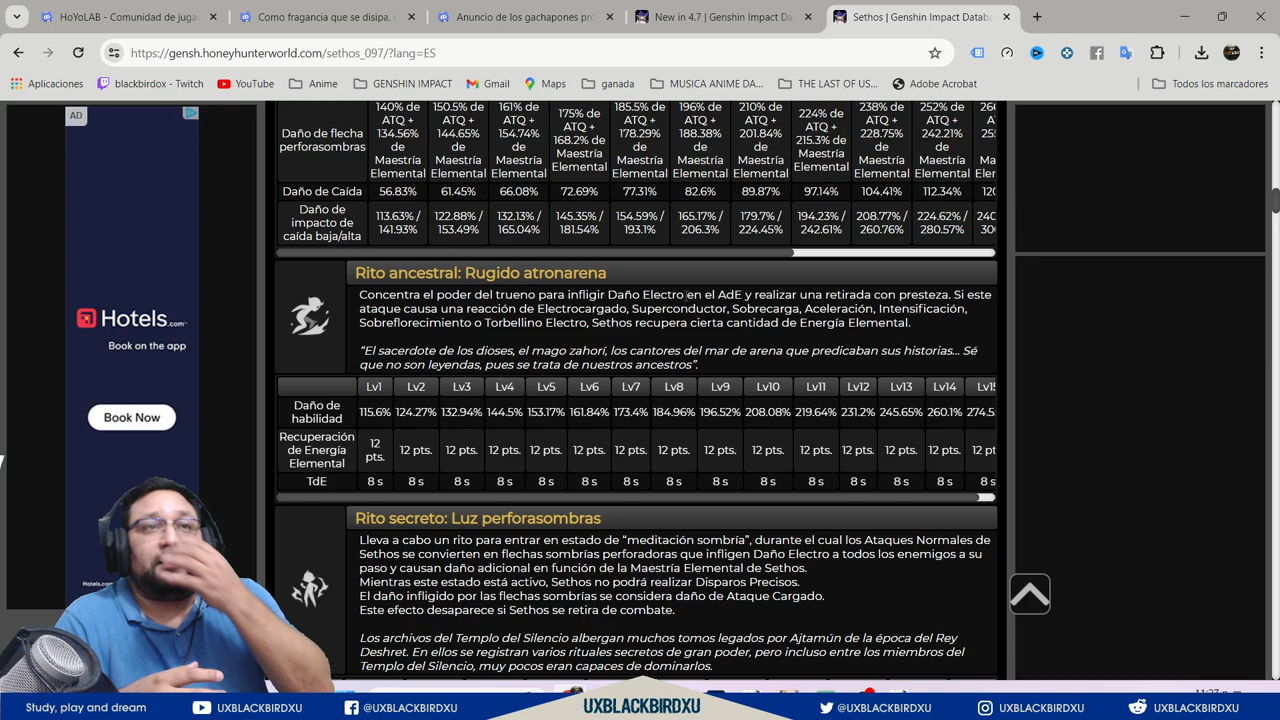 HoYoLAB - Comunidad de juga
Como fragancia que se disipa, c
Anuncio de los gachapones pro
New in 4.7 | Genshin Impact Dat
Sethos | Genshin Impact Databa
https://gensh.honeyhunterworld.com/sethos_097/?lang=ES
Aplicaciones
blackbirdox - Twitch
YouTube
Anime
GENSHIN IMPACT
Gmail
Maps
ganada
MUSICA ANIME DA...
THE LAST OF US...
Adobe Acrobat
Todos los marcadores
AD
Hotels.com
Book on the app
Book Now
Hotels.co
Daño de flecha
perforasombras
140% de
ATQ +
134.56%
de
Maestría
Elemental
150.5% de
ATQ +
144.65%
de
Maestría
Elemental
161% de
ATQ +
154.74%
de
Maestría
Elemental
175% de
ATQ +
168.2% de
Maestría
Elemental
185.5% de
ATQ +
178.29%
de
Maestría
Elemental
196% de
ATQ +
188.38%
de
Maestría
Elemental
210% de
ATQ +
201.84%
de
Maestría
Elemental
224% de
ATQ +
215.3% de
Maestría
Elemental
238% de
ATQ +
228.75%
de
Maestría
Elemental
252% de
ATQ +
242.21%
de
Maestría
Elemental
Daño de Caída 56.83% 61.45% 66.08% 72.69% 77.31% 82.6% 89.87% 97.14% 104.41% 112.34%
Daño de
impacto de
caída baja/alta
113.63% /
141.93%
122.88% /
153.49%
132.13% /
165.04%
145.35% /
181.54%
154.59% /
193.1%
165.17% /
206.3%
179.7% /
224.45%
194.23% /
242.61%
208.77% /
260.76%
224.62% /
280.57%
Rito ancestral: Rugido atronarena
Concentra el poder del trueno para infligir Daño Electro en el AdE y realizar una retirada con presteza. Si este
ataque causa una reacción de Electrocargado, Superconductor, Sobrecarga, Aceleración, Intensificación,
Sobreflorecimiento o Torbellino Electro, Sethos recupera cierta cantidad de Energía Elemental.
“El sacerdote de los dioses, el mago zahorí, los cantores del mar de arena que predicaban sus historias... Sé
que no son leyendas, pues se trata de nuestros ancestros”.
Lv1 Lv2 Lv3 Lv4 Lv5 Lv6 Lv7 Lv8 Lv9 Lv10 Lv11 Lv12 Lv13 Lv14 Lv15
Daño de
habilidad
115.6% 124.27% 132.94% 144.5% 153.17% 161.84% 173.4% 184.96% 196.52% 208.08% 219.64% 231.2% 245.65% 260.1% 274.5
Recuperación
de Energía
Elemental
12
pts.
12 pts. 12 pts. 12 pts. 12 pts. 12 pts. 12 pts. 12 pts. 12 pts. 12 pts. 12 pts. 12 pts. 12 pts. 12 pts. 12 pt
TdE 8 s 8 s 8 s 8 s 8 s 8 s 8 s 8 s 8 s 8 s 8 s 8 s 8 s 8 s 8 s
Rito secreto: Luz perforasombras
Lleva a cabo un rito para entrar en estado de “meditación sombría”, durante el cual los Ataques Normales de
Sethos se convierten en flechas sombrías perforadoras que infligen Daño Electro a todos los enemigos a su
paso y causan daño adicional en función de la Maestría Elemental de Sethos.
Mientras este estado está activo, Sethos no podrá realizar Disparos Precisos.
El daño infligido por las flechas sombrías se considera daño de Ataque Cargado.
Este efecto desaparece si Sethos se retira de combate.
Los archivos del Templo del Silencio albergan muchos tomos legados por Ajtamún de la época del Rey
Deshret. En ellos se registran varios rituales secretos de gran poder, pero incluso entre los miembros del
Templo del Silencio, muy pocos eran capaces de dominarlos.
Study, play and dream
UXBLACKBIRDXU
@UXBLACKBIRDXU
UXBLACKBIRDXU
@UXBLACKBIRDXU
UXBLACKBIRDXU
UXBLACKBIRDXU